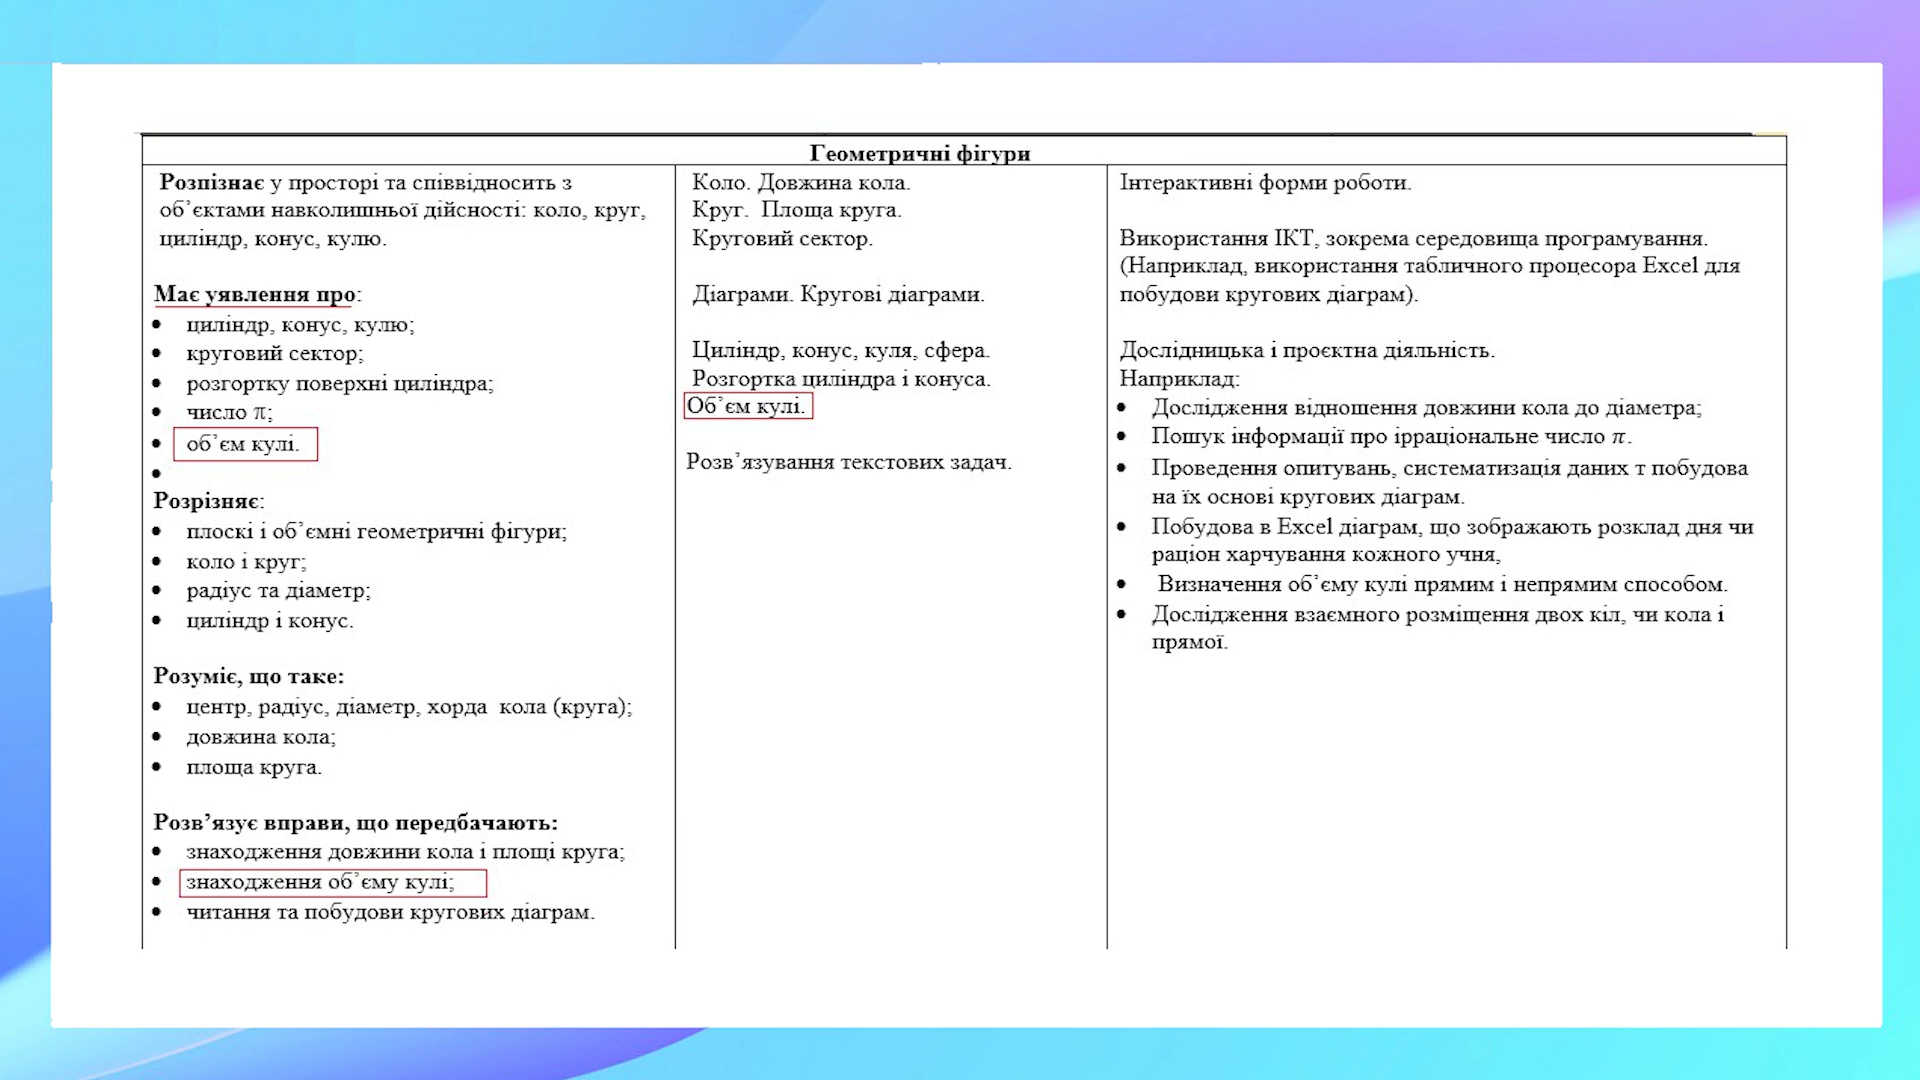 Геометричні фігури
Розпізнає у просторі та співвідносить з
об’єктами навколишньої дійсності: коло, круг,
циліндр, конус, кулю.
Має уявлення про:
• циліндр, конус, кулю;
• круговий сектор;
• розгортку поверхні циліндра;
• число π;
• об’єм кулі.
•
Розрізняє:
• плоскі і об’ємні геометричні фігури;
• коло і круг;
• радіус та діаметр;
• циліндр і конус.
Розуміє, що таке:
• центр, радіус, діаметр, хорда кола (круга);
• довжина кола;
• площа круга.
Розв’язує вправи, що передбачають:
• знаходження довжини кола і площі круга;
• знаходження об’єму кулі;
• читання та побудови кругових діаграм.
Коло. Довжина кола.
Круг. Площа круга.
Круговий сектор.
Діаграми. Кругові діаграми.
Циліндр, конус, куля, сфера.
Розгортка циліндра і конуса.
Об’єм кулі.
Розв’язування текстових задач.
Інтерактивні форми роботи.
Використання ІКТ, зокрема середовища програмування.
(Наприклад, використання табличного процесора Excel для
побудови кругових діаграм).
Дослідницька і проєктна діяльність.
Наприклад:
• Дослідження відношення довжини кола до діаметра;
• Пошук інформації про ірраціональне число π.
• Проведення опитувань, систематизація даних т побудова
на їх основі кругових діаграм.
• Побудова в Excel діаграм, що зображають розклад дня чи
раціон харчування кожного учня,
• Визначення об’єму кулі прямим і непрямим способом.
• Дослідження взаємного розміщення двох кіл, чи кола і
прямої.